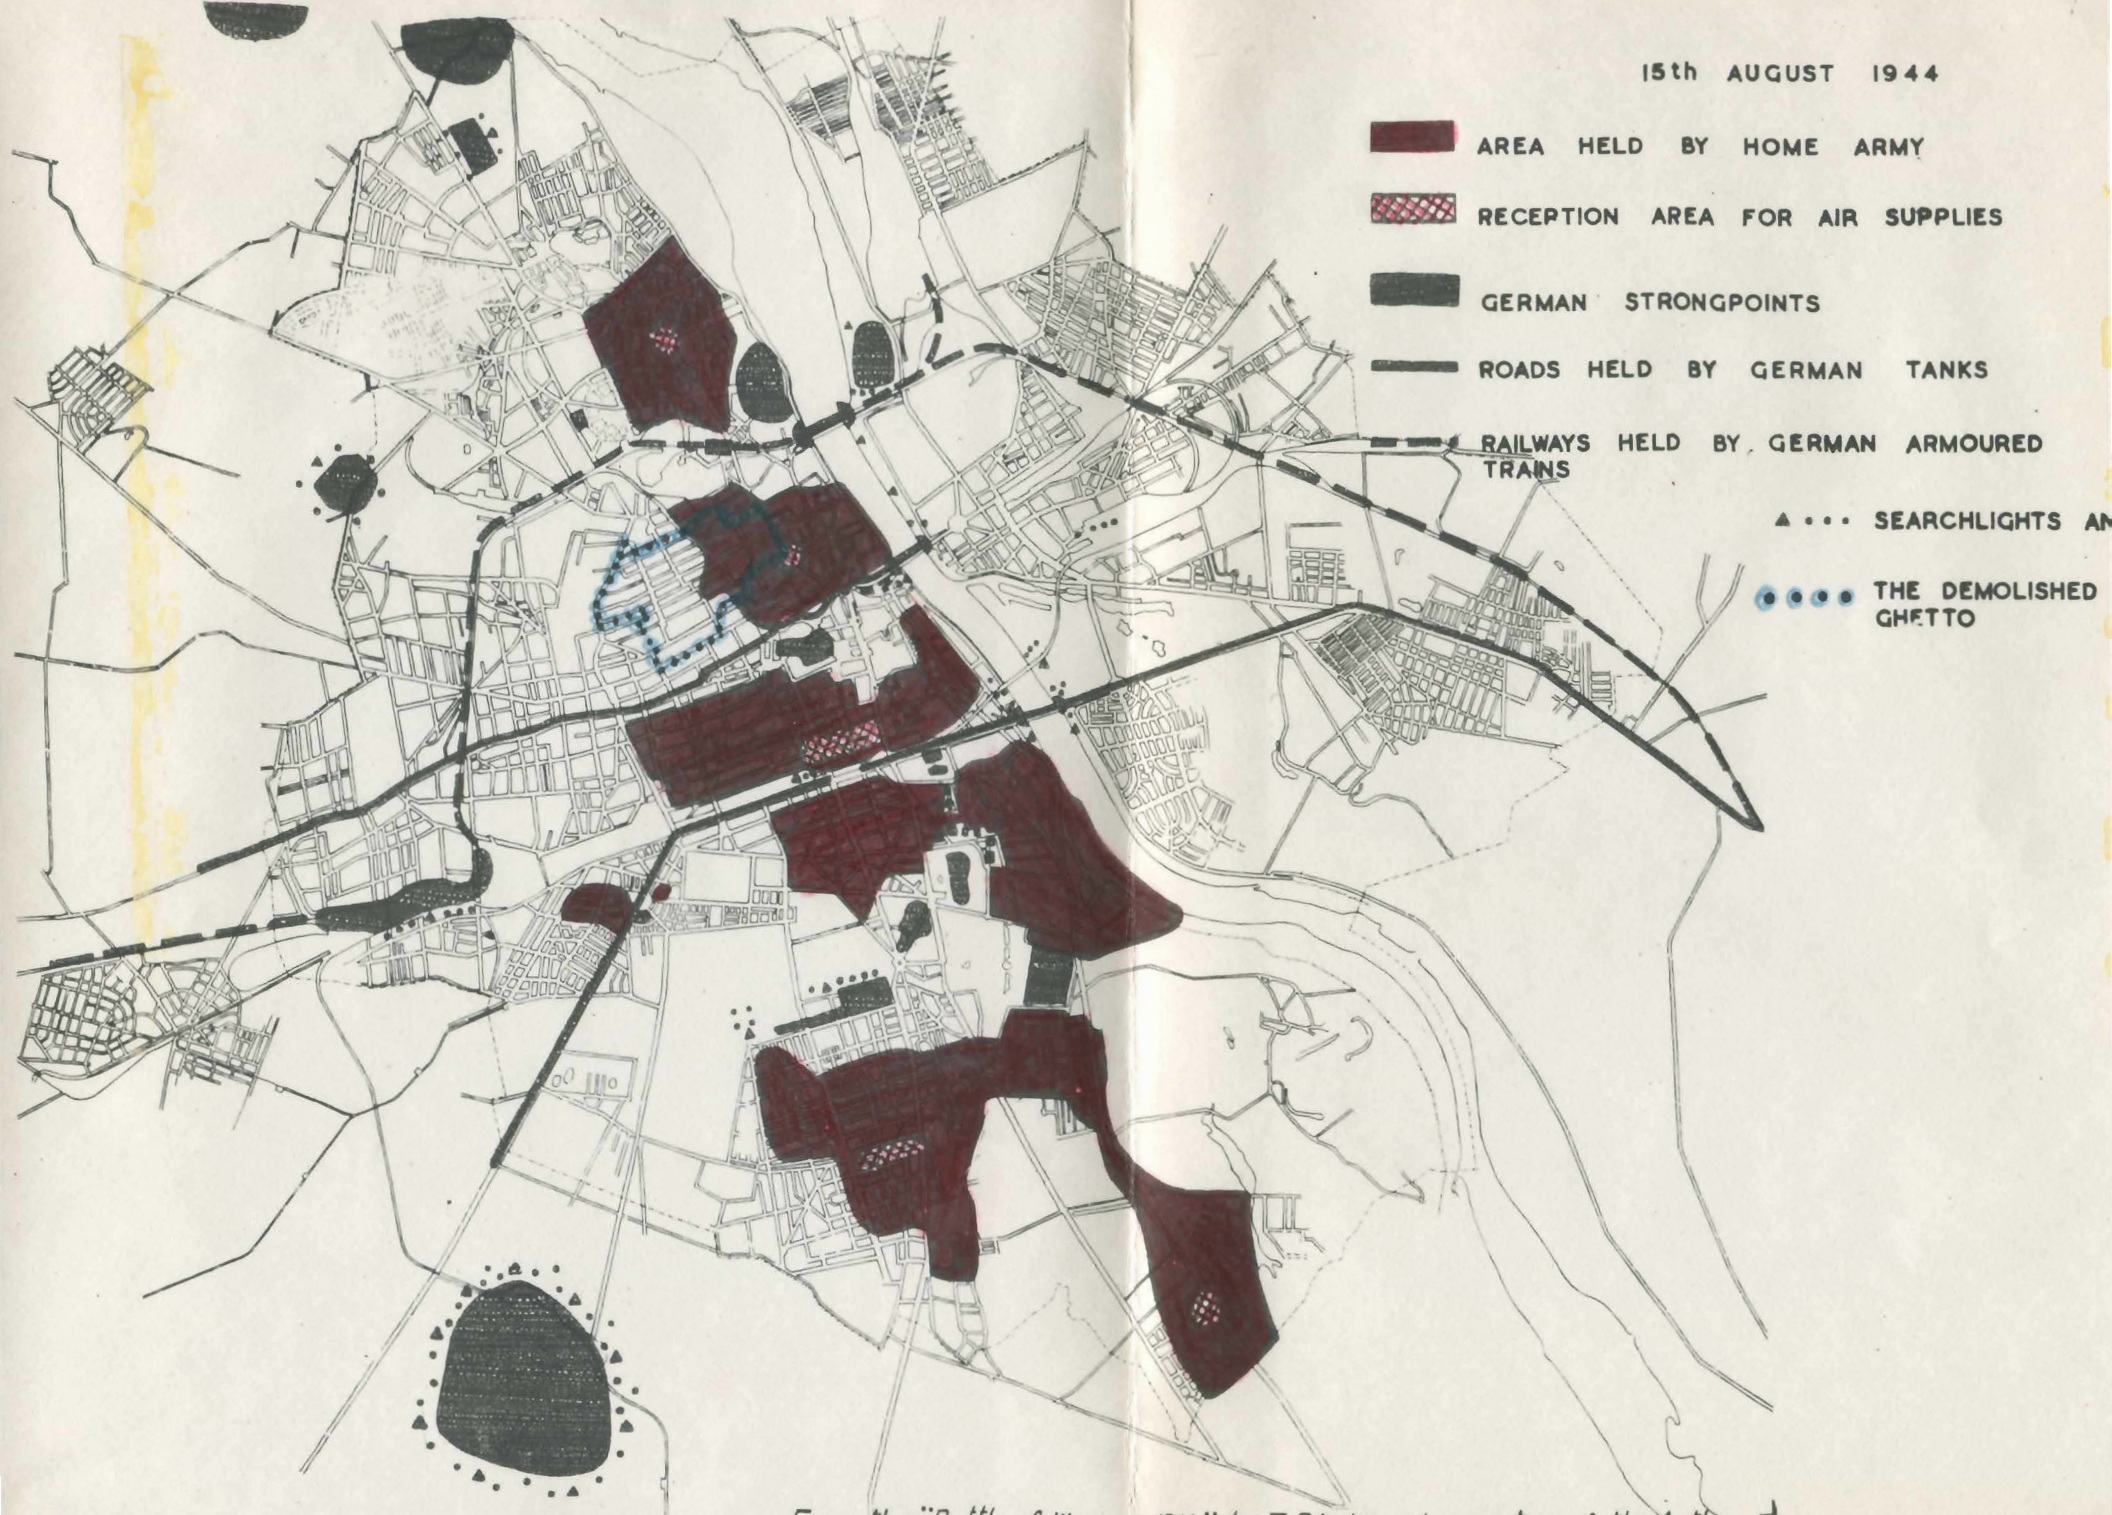 15th AUGUST 1944
AREA HELD BY HOME ARMY
RECEPTION AREA FOR AIR SUPPLIES
GERMAN STRONGPOINTS
ROADS HELD BY GERMAN TANKS
RAILWAYS HELD BY GERMAN ARMOURED
TRAINS
SEARCHLIGHTS AN
THE DEMOLISHED
GHETTO